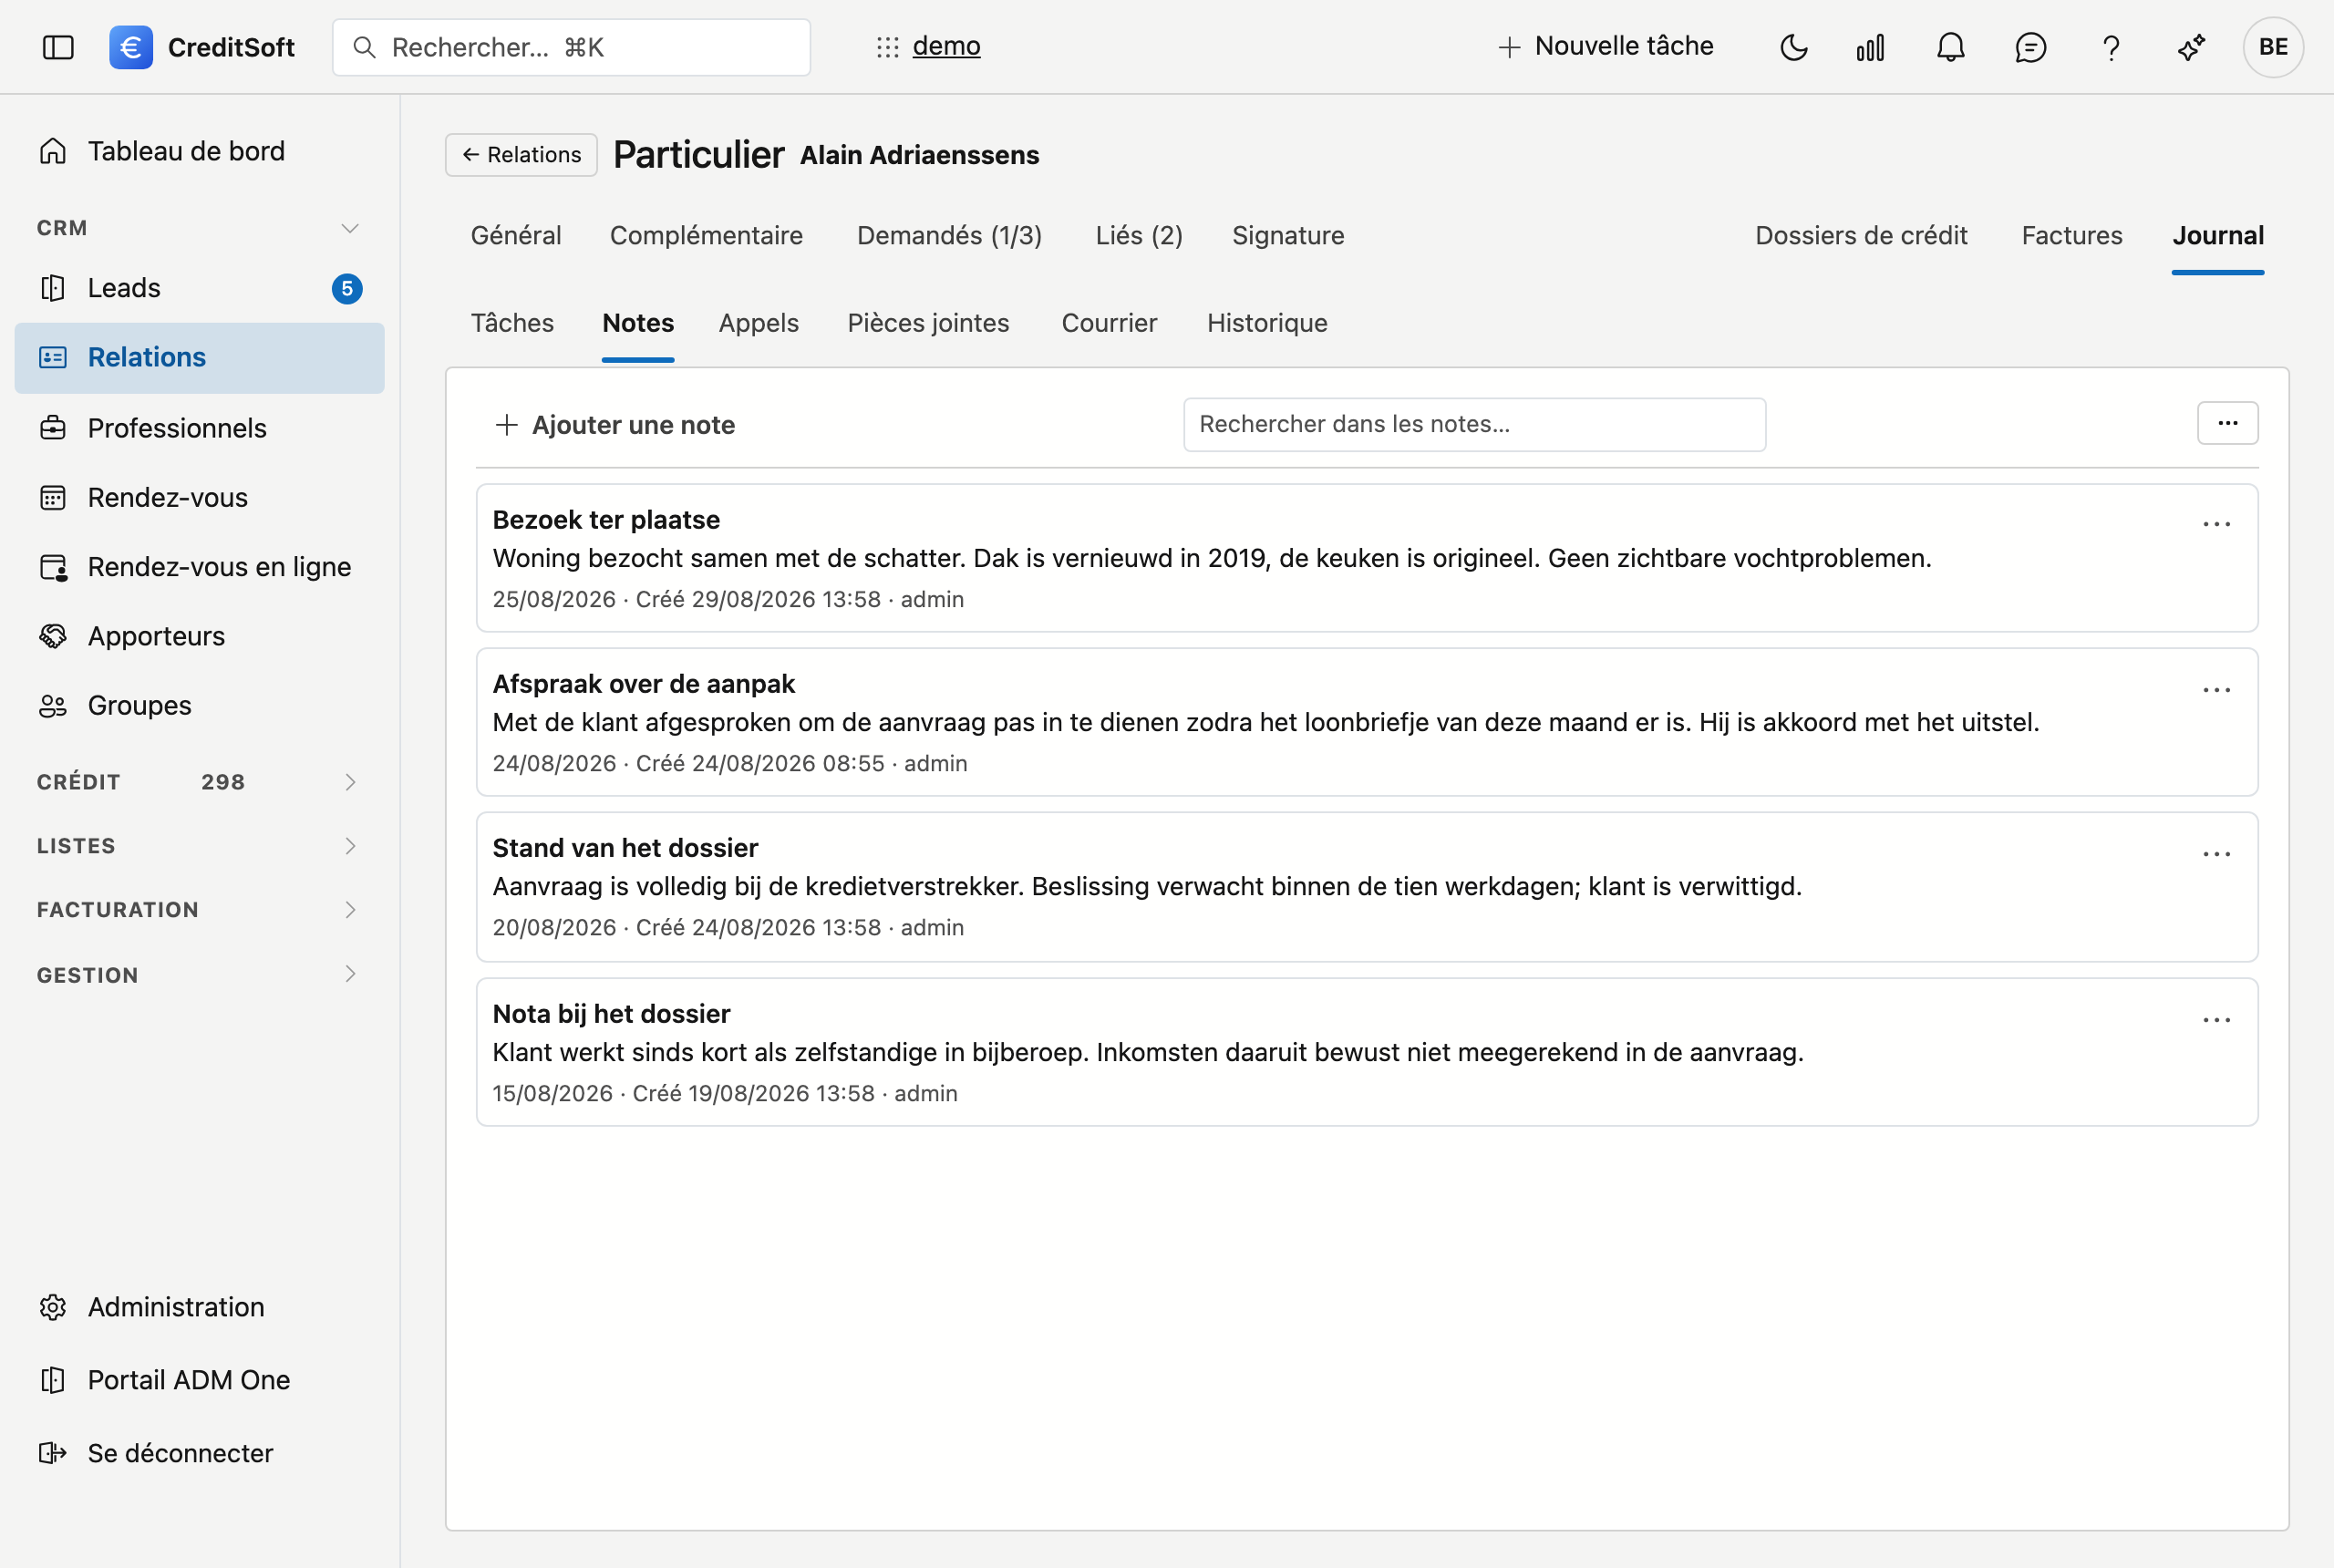 CreditSoft
Rechercher... ⌘K
demo
Nouvelle tâche
BE
Tableau de bord
CRM
Leads
5
Relations
Professionnels
Rendez-vous
Rendez-vous en ligne
Apporteurs
Groupes
CRÉDIT 298
LISTES
FACTURATION
GESTION
Administration
Portail ADM One
Se déconnecter
← Relations
Particulier Alain Adriaenssens
Général Complémentaire Demandés (1/3) Liés (2) Signature Dossiers de crédit Factures Journal
Tâches Notes Appels Pièces jointes Courrier Historique
+ Ajouter une note
Rechercher dans les notes...
Bezoek ter plaatse
Woning bezocht samen met de schatter. Dak is vernieuwd in 2019, de keuken is origineel. Geen zichtbare vochtproblemen.
25/08/2026 · Créé 29/08/2026 13:58 · admin
Afspraak over de aanpak
Met de klant afgesproken om de aanvraag pas in te dienen zodra het loonbriefje van deze maand er is. Hij is akkoord met het uitstel.
24/08/2026 · Créé 24/08/2026 08:55 · admin
Stand van het dossier
Aanvraag is volledig bij de kredietverstrekker. Beslissing verwacht binnen de tien werkdagen; klant is verwittigd.
20/08/2026 · Créé 24/08/2026 13:58 · admin
Nota bij het dossier
Klant werkt sinds kort als zelfstandige in bijberoep. Inkomsten daaruit bewust niet meegerekend in de aanvraag.
15/08/2026 · Créé 19/08/2026 13:58 · admin